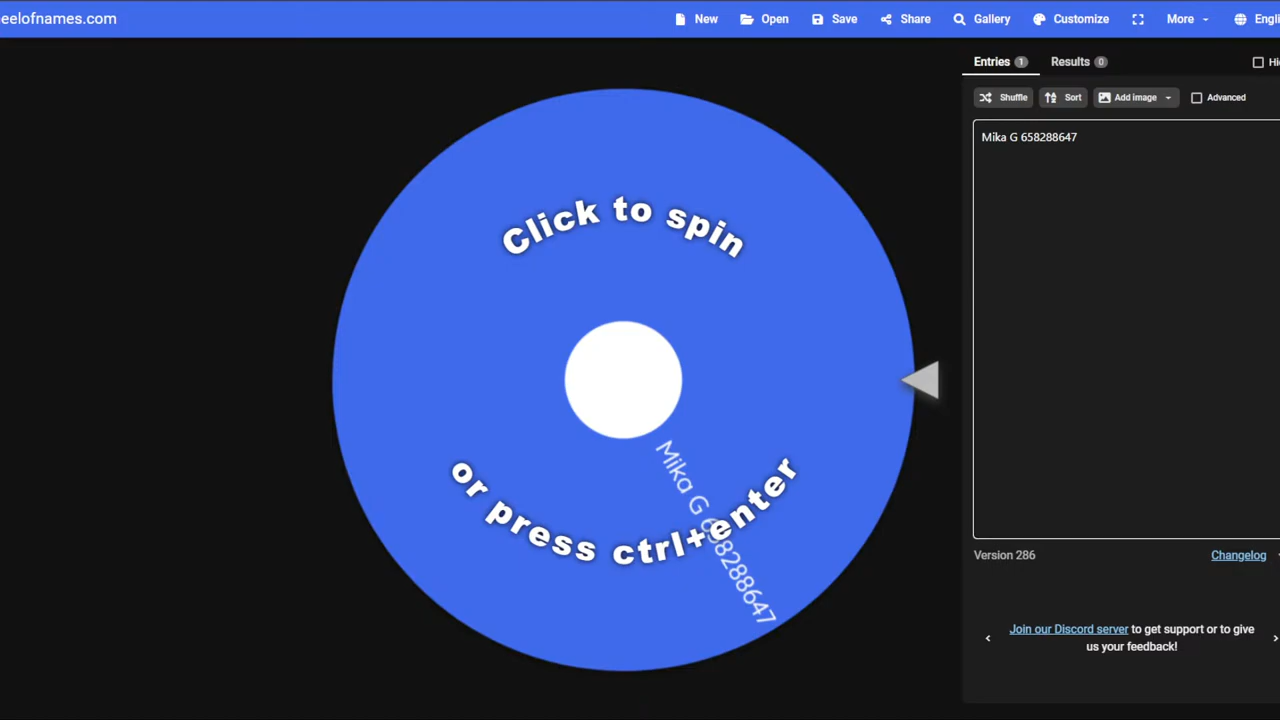 eelofnames.com
New
Open
Save
Share
Gallery
Customize
More
Engli
Entries 1
Results 0
Hi
Shuffle
Sort
Add image
Advanced
Mika G 658288647
Click to spin
or press ctrl+enter
Mika G 658288647
Version 286
Changelog
Join our Discord server to get support or to give
us your feedback!